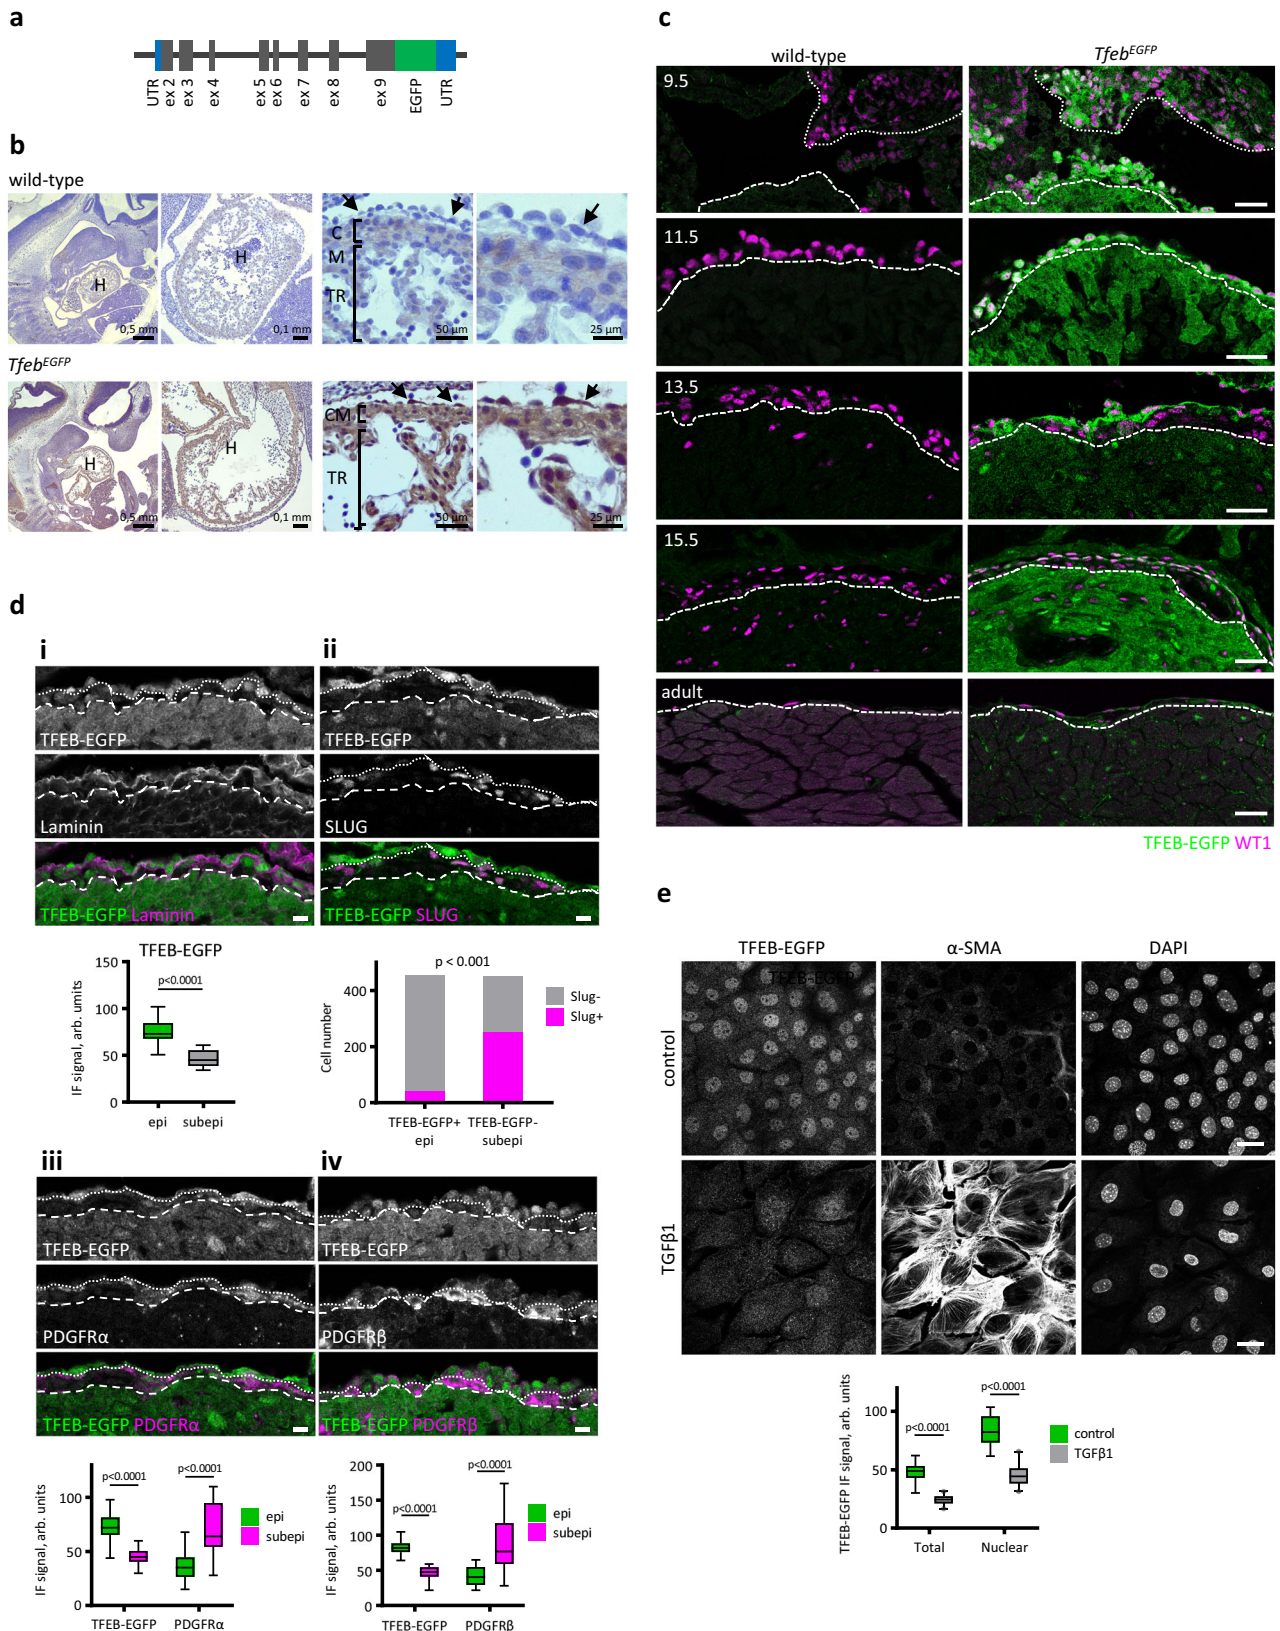 a
UTR ex 2 ex 3 ex 4 ex 5 ex 6 ex 7 ex 8 ex 9 EGFP UTR
b
wild-type
H
0,5 mm
H
0,1 mm
C
M
TR
50 µm
25 µm
Tfeb^EGFP
H
0,5 mm
H
0,1 mm
CM
TR
50 µm
25 µm
c
wild-type Tfeb^EGFP
9.5
11.5
13.5
15.5
adult
TFEB-EGFP WT1
d
i
TFEB-EGFP
Laminin
TFEB-EGFP Laminin
TFEB-EGFP
IF signal, arb. umits
150
100
50
0
p<0.0001
epi subepi
ii
TFEB-EGFP
SLUG
TFEB-EGFP SLUG
p < 0.001
Cell number
400
200
0
Slug-
Slug+
TFEB-EGFP+ TFEB-EGFP-
epi subepi
iii
TFEB-EGFP
PDGFRα
TFEB-EGFP PDGFRα
IF signal, arb. units
100
50
0
p<0.0001 p<0.0001
epi
subepi
TFEB-EGFP PDGFRα
iv
TFEB-EGFP
PDGFRβ
TFEB-EGFP PDGFRβ
IF signal, arb. units
200
150
100
50
0
p<0.0001
p<0.0001
epi
subepi
TFEB-EGFP PDGFRβ
e
TFEB-EGFP α-SMA DAPI
TFEB-EGFP
control
TGFβ1
TFEB-EGFP IF signal, arb. units
100
50
0
p<0.0001
p<0.0001
control
TGFβ1
Total Nuclear